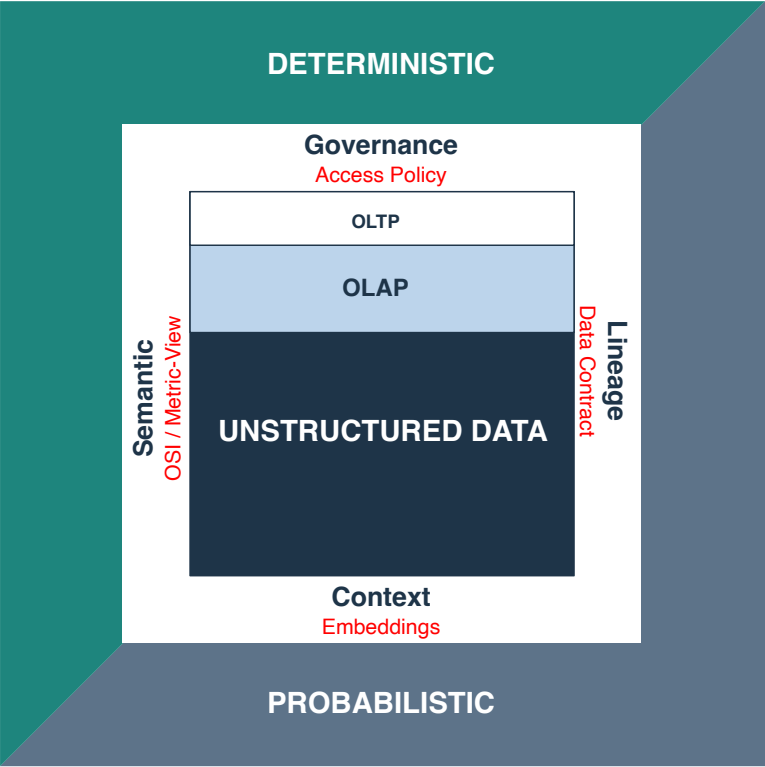 DETERMINISTIC
Governance
Access Policy
OLTP
OLAP
Semantic
OSI / Metric-View
UNSTRUCTURED DATA
Data Contract
Lineage
Context
Embeddings
PROBABILISTIC